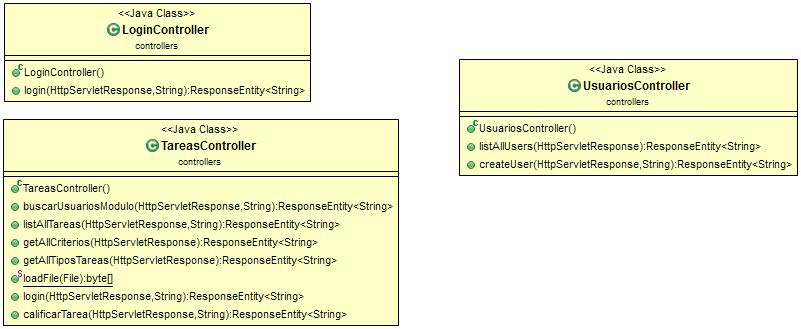 <<Java Class>>
LoginController
controllers
LoginController()
login(HttpServletResponse,String):ResponseEntity<String>
<<Java Class>>
TareasController
controllers
TareasController()
buscarUsuariosModulo(HttpServletResponse,String):ResponseEntity<String>
listAllTareas(HttpServletResponse,String):ResponseEntity<String>
getAllCriterios(HttpServletResponse):ResponseEntity<String>
getAllTiposTareas(HttpServletResponse):ResponseEntity<String>
loadFile(File):byte[]
login(HttpServletResponse,String):ResponseEntity<String>
calificarTarea(HttpServletResponse,String):ResponseEntity<String>
<<Java Class>>
UsuariosController
controllers
UsuariosController()
listAllUsers(HttpServletResponse):ResponseEntity<String>
createUser(HttpServletResponse,String):ResponseEntity<String>